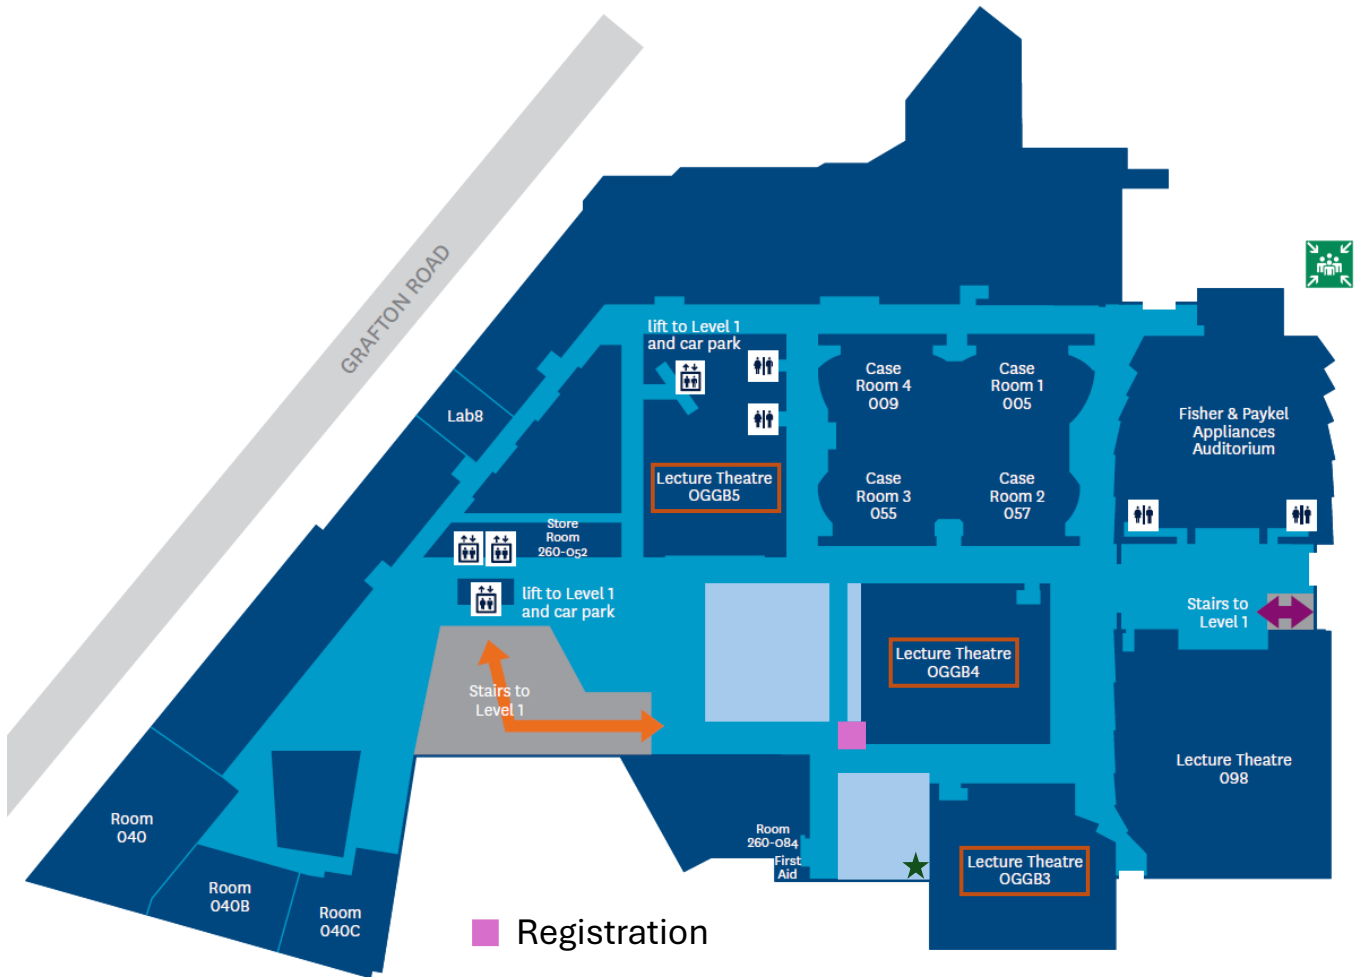 GRAFTON ROAD
lift to Level 1
and car park
Case
Room 4
009
Case
Room 1
005
Lab8
Fisher & Paykel
Appliances
Auditorium
Lecture Theatre
OGGB5
Case
Room 3
055
Case
Room 2
057
Store
Room
260-052
lift to Level 1
and car park
Stairs to
Level 1
Lecture Theatre
OGGB4
Stairs to
Level 1
Lecture Theatre
098
Room
040
Room
260-084
First
Aid
Lecture Theatre
OGGB3
Room
040B
Room
040C
Registration